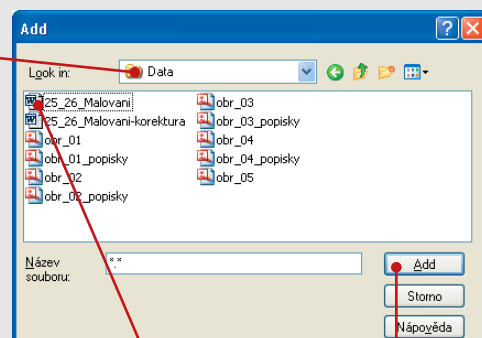 Add
Look in: Data
25_26_Malovani
25_26_Malovani-korektura
obr_01
obr_01_popisky
obr_02
obr_02_popisky
obr_03
obr_03_popisky
obr_04
obr_04_popisky
obr_05
Název souboru: *.*
Add
Storno
Nápověda